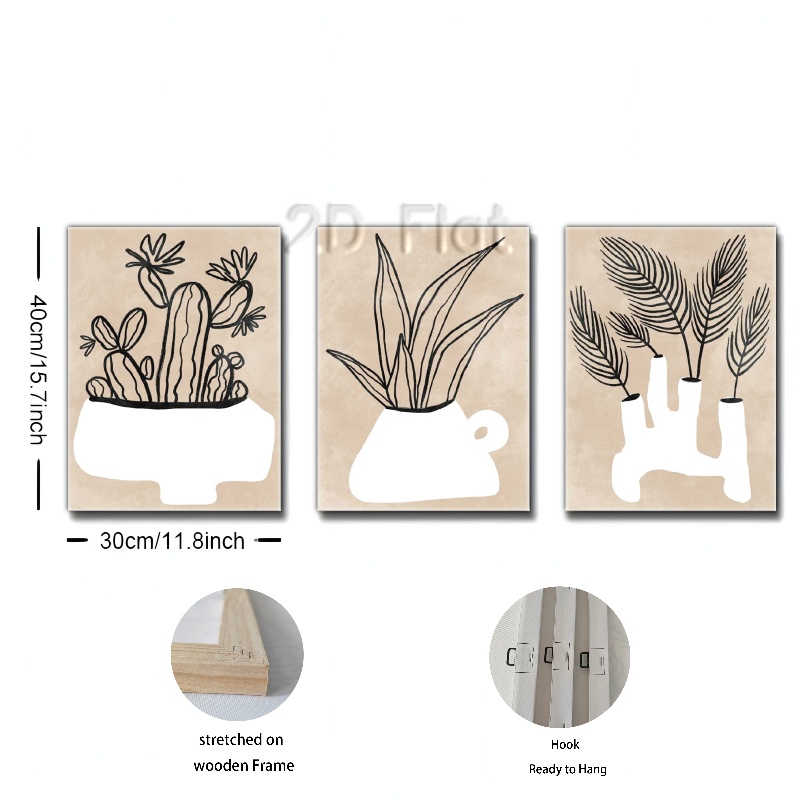 2D Flat
40cm/15.7inch
30cm/11.8inch
stretched on
wooden Frame
Hook
Ready to Hang